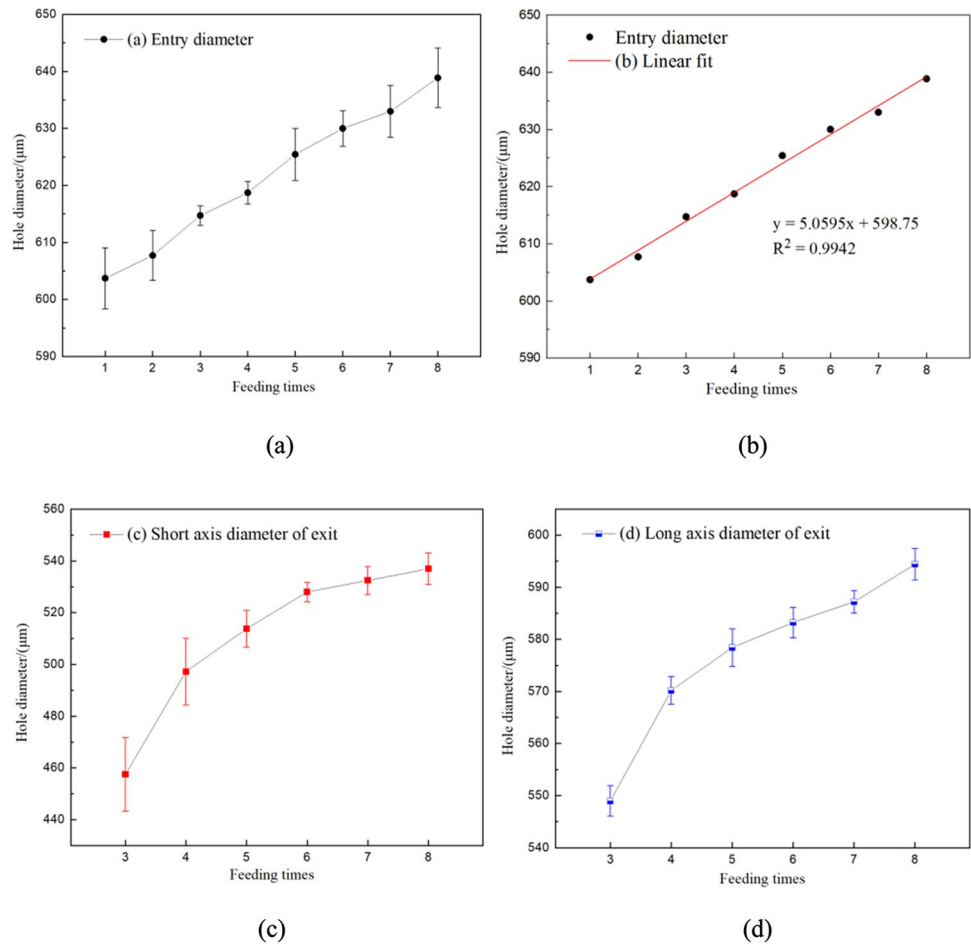 650
640
630
620
610
600
590
Hole diameter/(μm)
(a) Entry diameter
1 2 3 4 5 6 7 8
Feeding times
(a)
650
640
630
620
610
600
590
Hole diameter/(μm)
Entry diameter
(b) Linear fit
y = 5.0595x + 598.75
R² = 0.9942
1 2 3 4 5 6 7 8
Feeding times
(b)
560
540
520
500
480
460
440
Hole diameter/(μm)
(c) Short axis diameter of exit
3 4 5 6 7 8
Feeding times
(c)
600
590
580
570
560
550
540
Hole diameter/(μm)
(d) Long axis diameter of exit
3 4 5 6 7 8
Feeding times
(d)